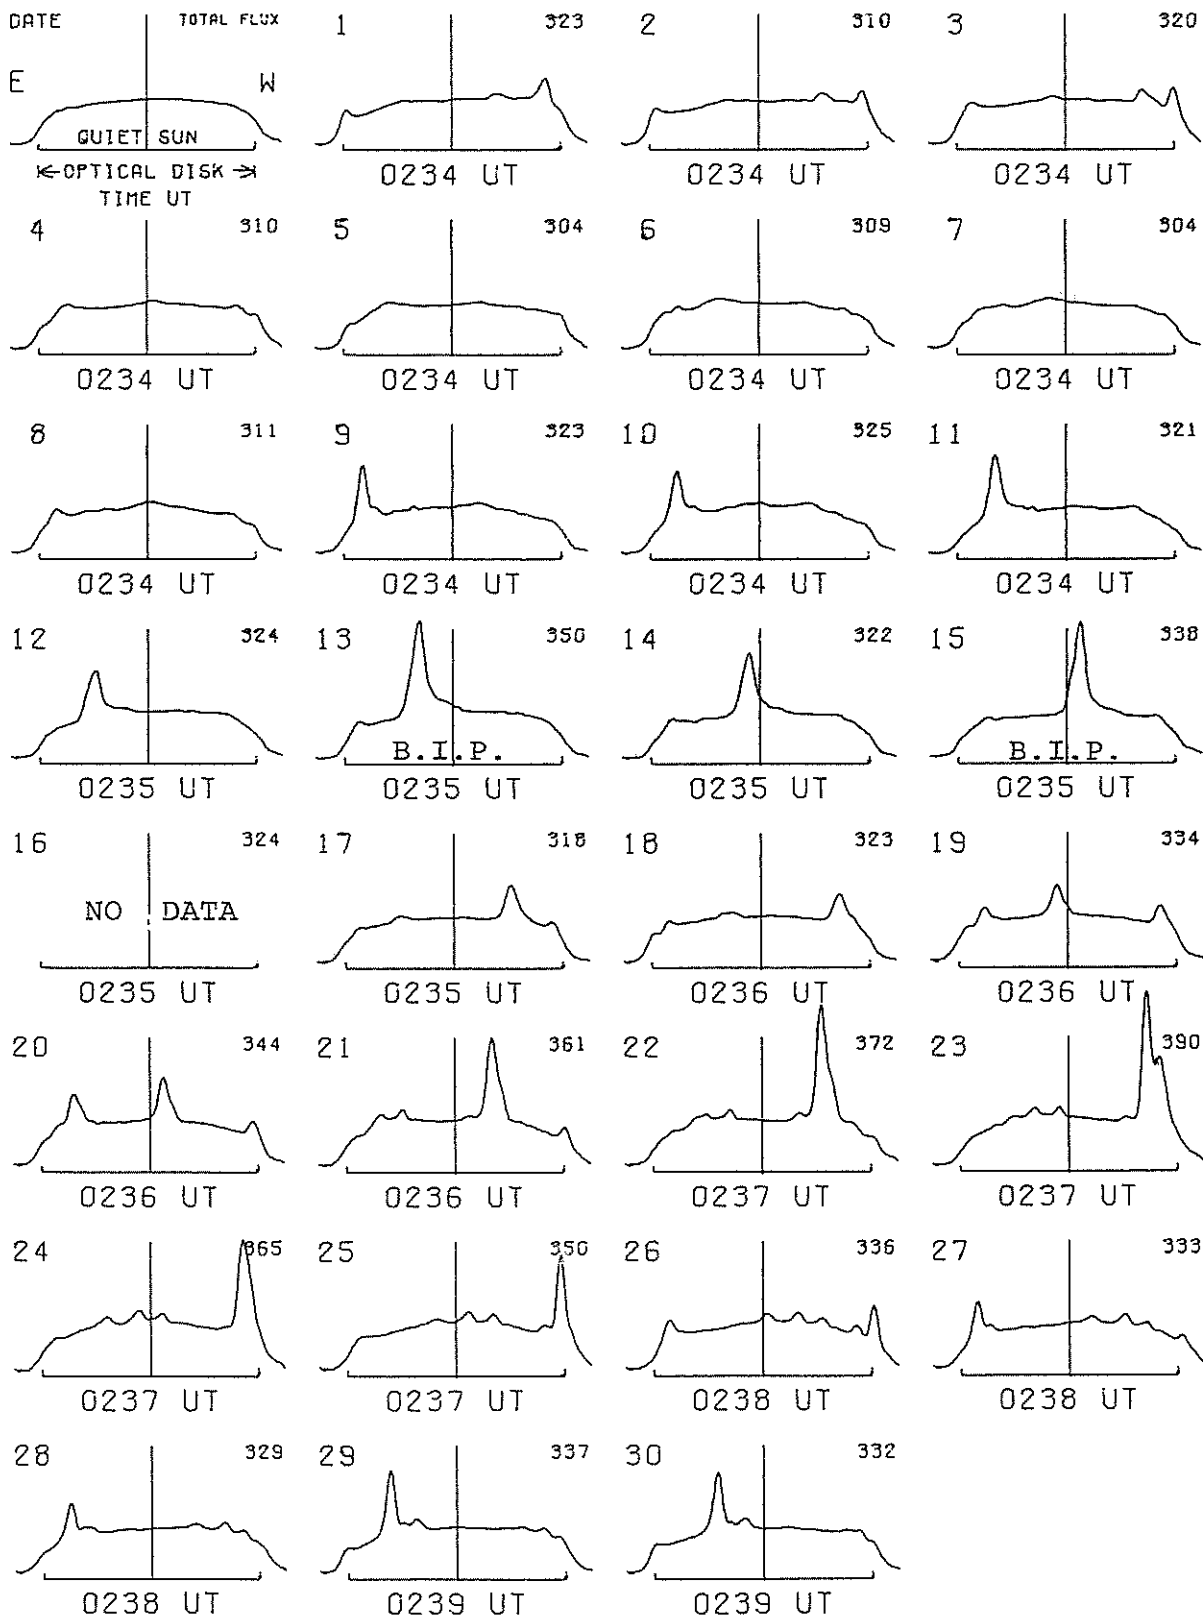 DATE TOTAL FLUX 1 323 2 310 3 320
E W
QUIET SUN
←OPTICAL DISK→ 0234 UT 0234 UT 0234 UT
TIME UT
4 310 5 304 6 309 7 304
0234 UT 0234 UT 0234 UT 0234 UT
8 311 9 323 10 325 11 321
0234 UT 0234 UT 0234 UT 0234 UT
12 324 13 350 14 322 15 338
B.I.P. B.I.P.
0235 UT 0235 UT 0235 UT 0235 UT
16 324 17 318 18 323 19 334
NO DATA
0235 UT 0235 UT 0236 UT 0236 UT
20 344 21 361 22 372 23 390
0236 UT 0236 UT 0237 UT 0237 UT
24 365 25 350 26 336 27 333
0237 UT 0237 UT 0238 UT 0238 UT
28 329 29 337 30 332
0238 UT 0239 UT 0239 UT